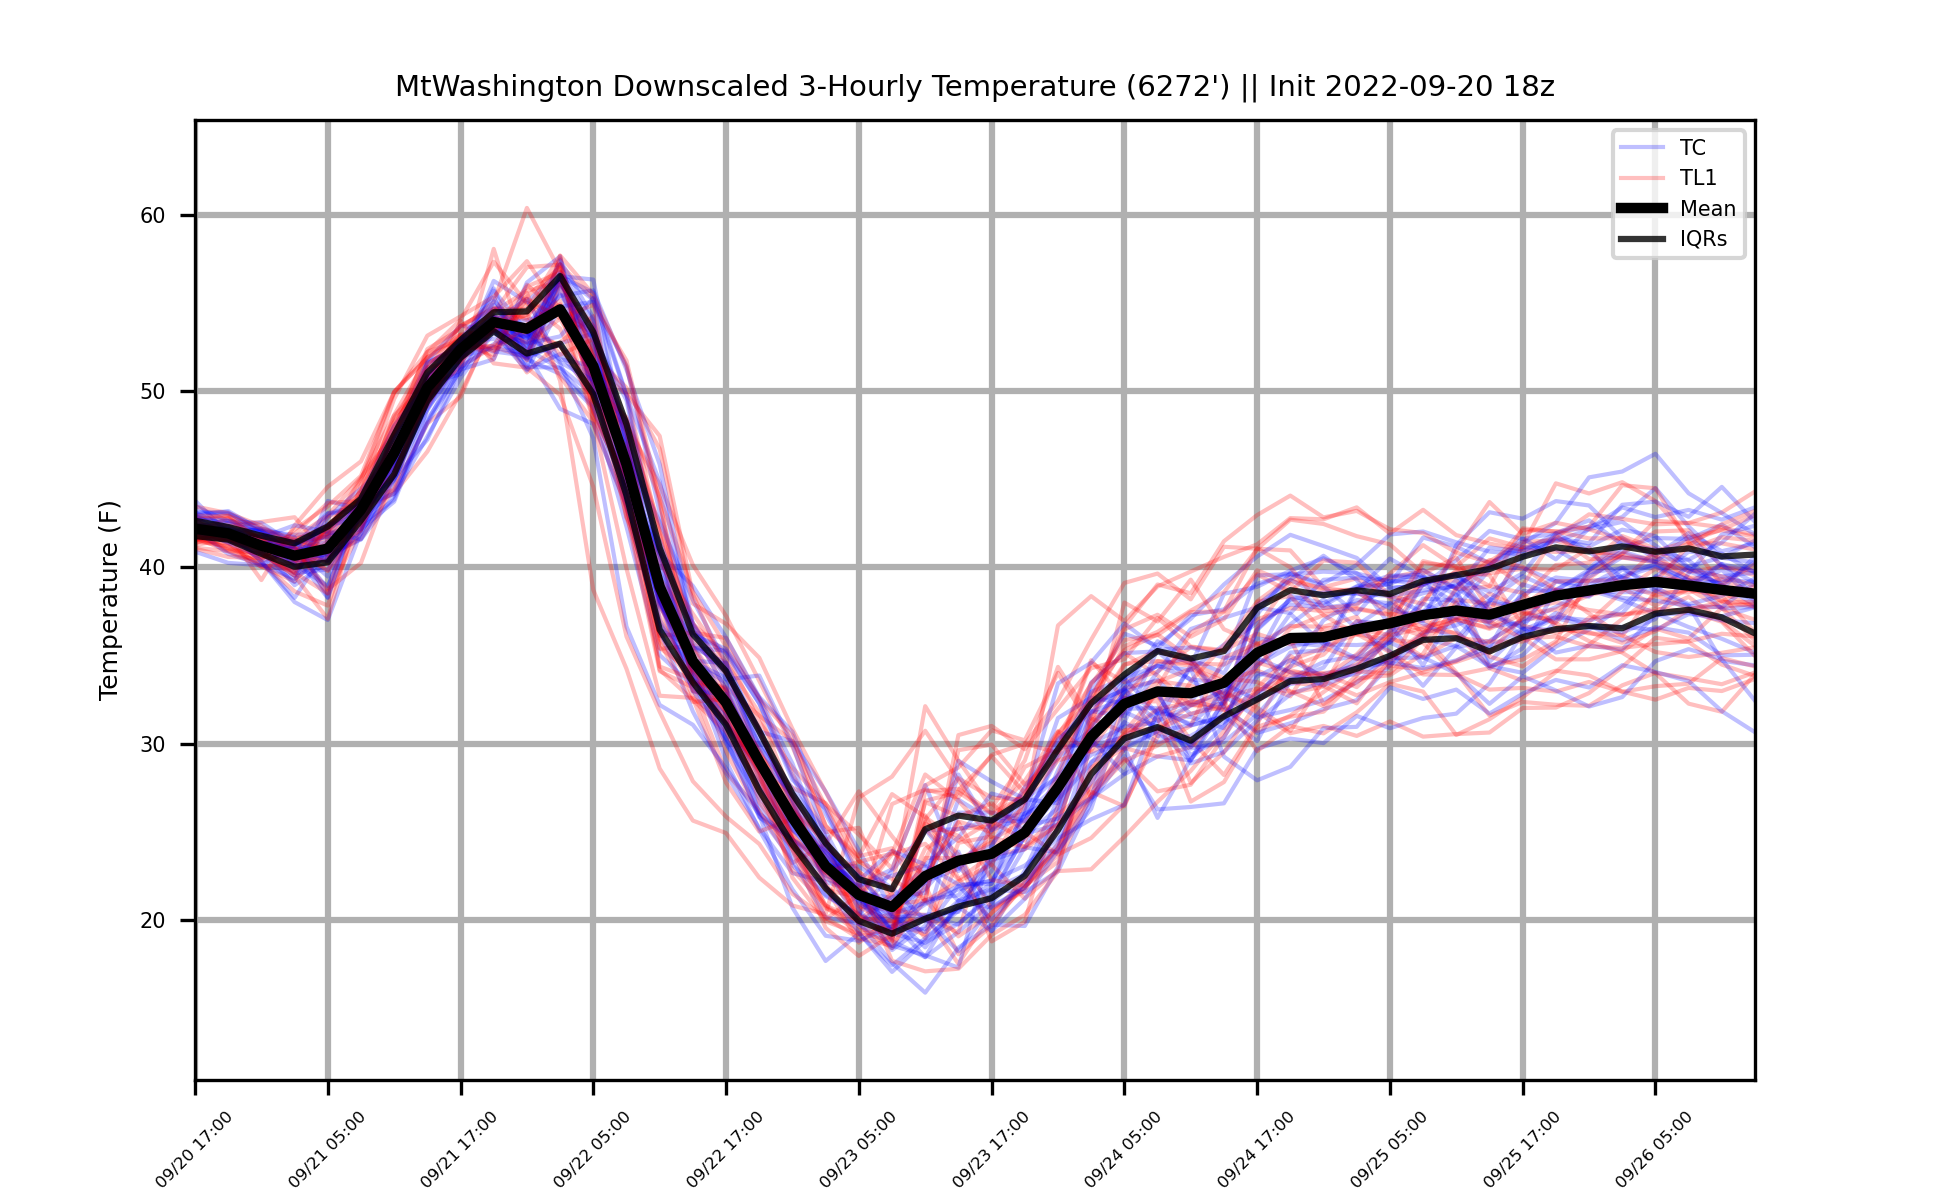 MtWashington Downscaled 3-Hourly Temperature (6272') || Init 2022-09-20 18z
TC
TL1
Mean
IQRs
Temperature (F)
60
50
40
30
20
09/20 17:00
09/21 05:00
09/21 17:00
09/22 05:00
09/22 17:00
09/23 05:00
09/23 17:00
09/24 05:00
09/24 17:00
09/25 05:00
09/25 17:00
09/26 05:00